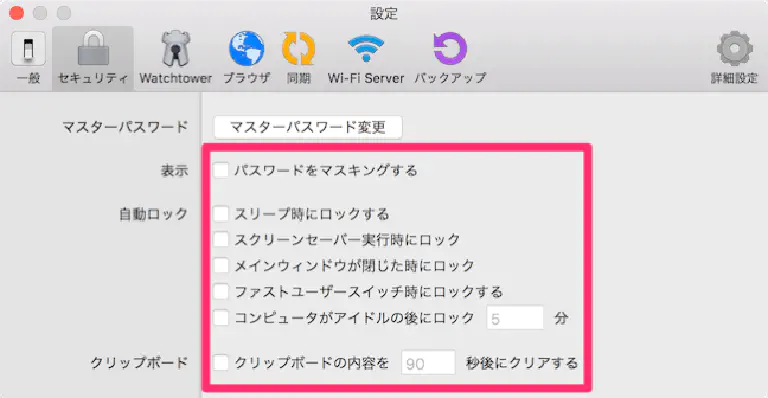 設定
一般 セキュリティ Watchtower ブラウザ 同期 Wi-Fi Server バックアップ 詳細設定
マスターパスワード マスターパスワード変更
表示 パスワードをマスキングする
自動ロック スリープ時にロックする
スクリーンセーバー実行時にロック
メインウィンドウが閉じた時にロック
ファストユーザースイッチ時にロックする
コンピュータがアイドルの後にロック 5 分
クリップボード クリップボードの内容を 90 秒後にクリアする